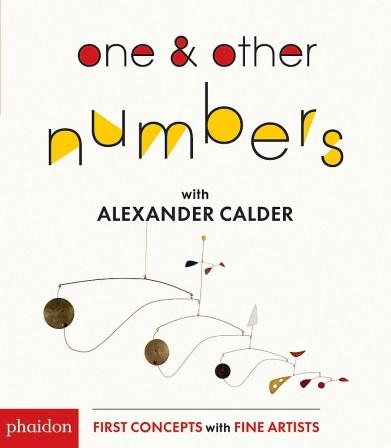 one & other
numbers
with
ALEXANDER CALDER
phaidon
FIRST CONCEPTS with FINE ARTISTS